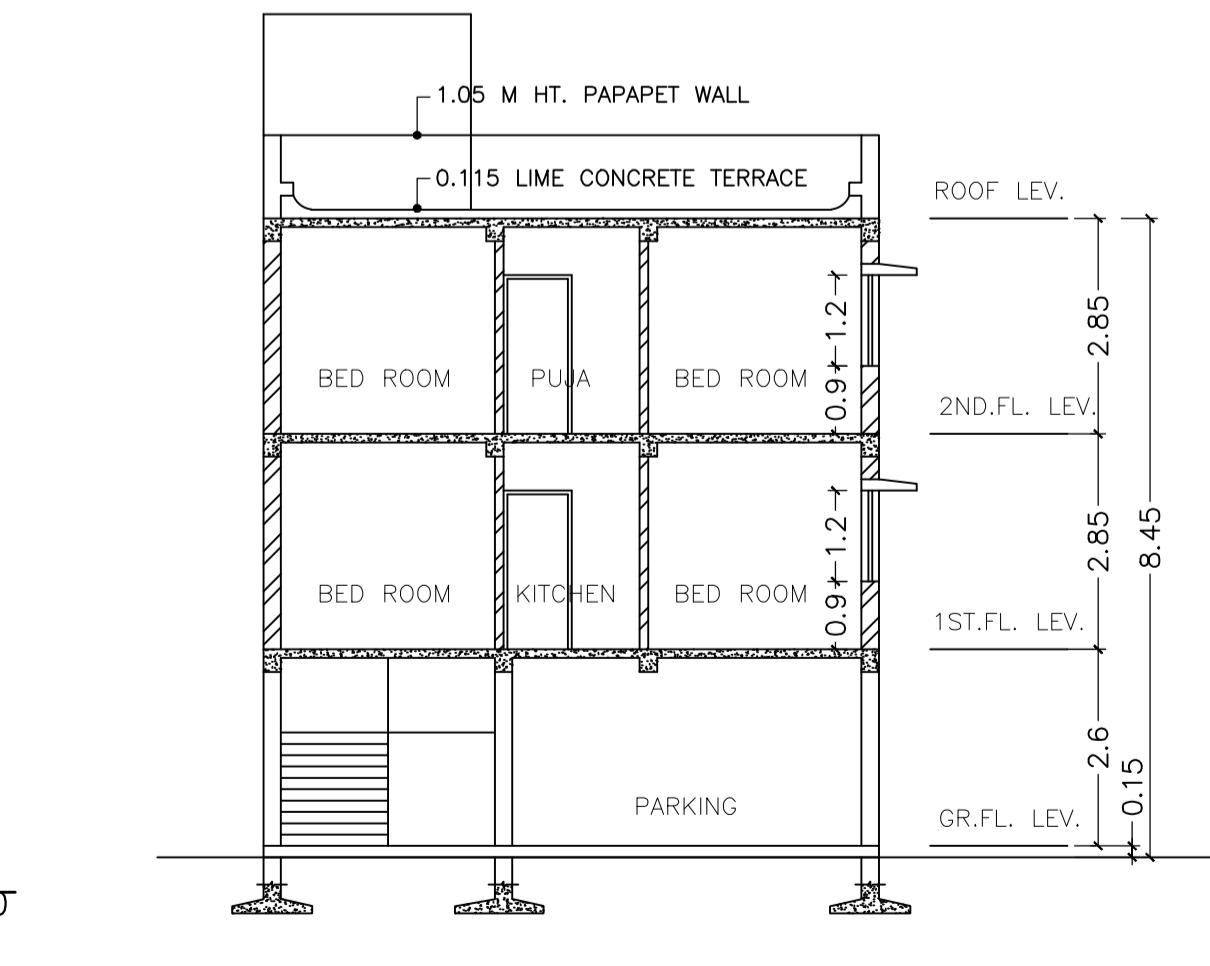 1.05 M HT. PAPAPET WALL
0.115 LIME CONCRETE TERRACE
ROOF LEV.
1.2
2.85
BED ROOM
PUJA
BED ROOM
0.9
2ND.FL. LEV.
1.2
2.85
8.45
BED ROOM
KITCHEN
BED ROOM
0.9
1ST.FL. LEV.
2.6
0.15
PARKING
GR.FL. LEV.